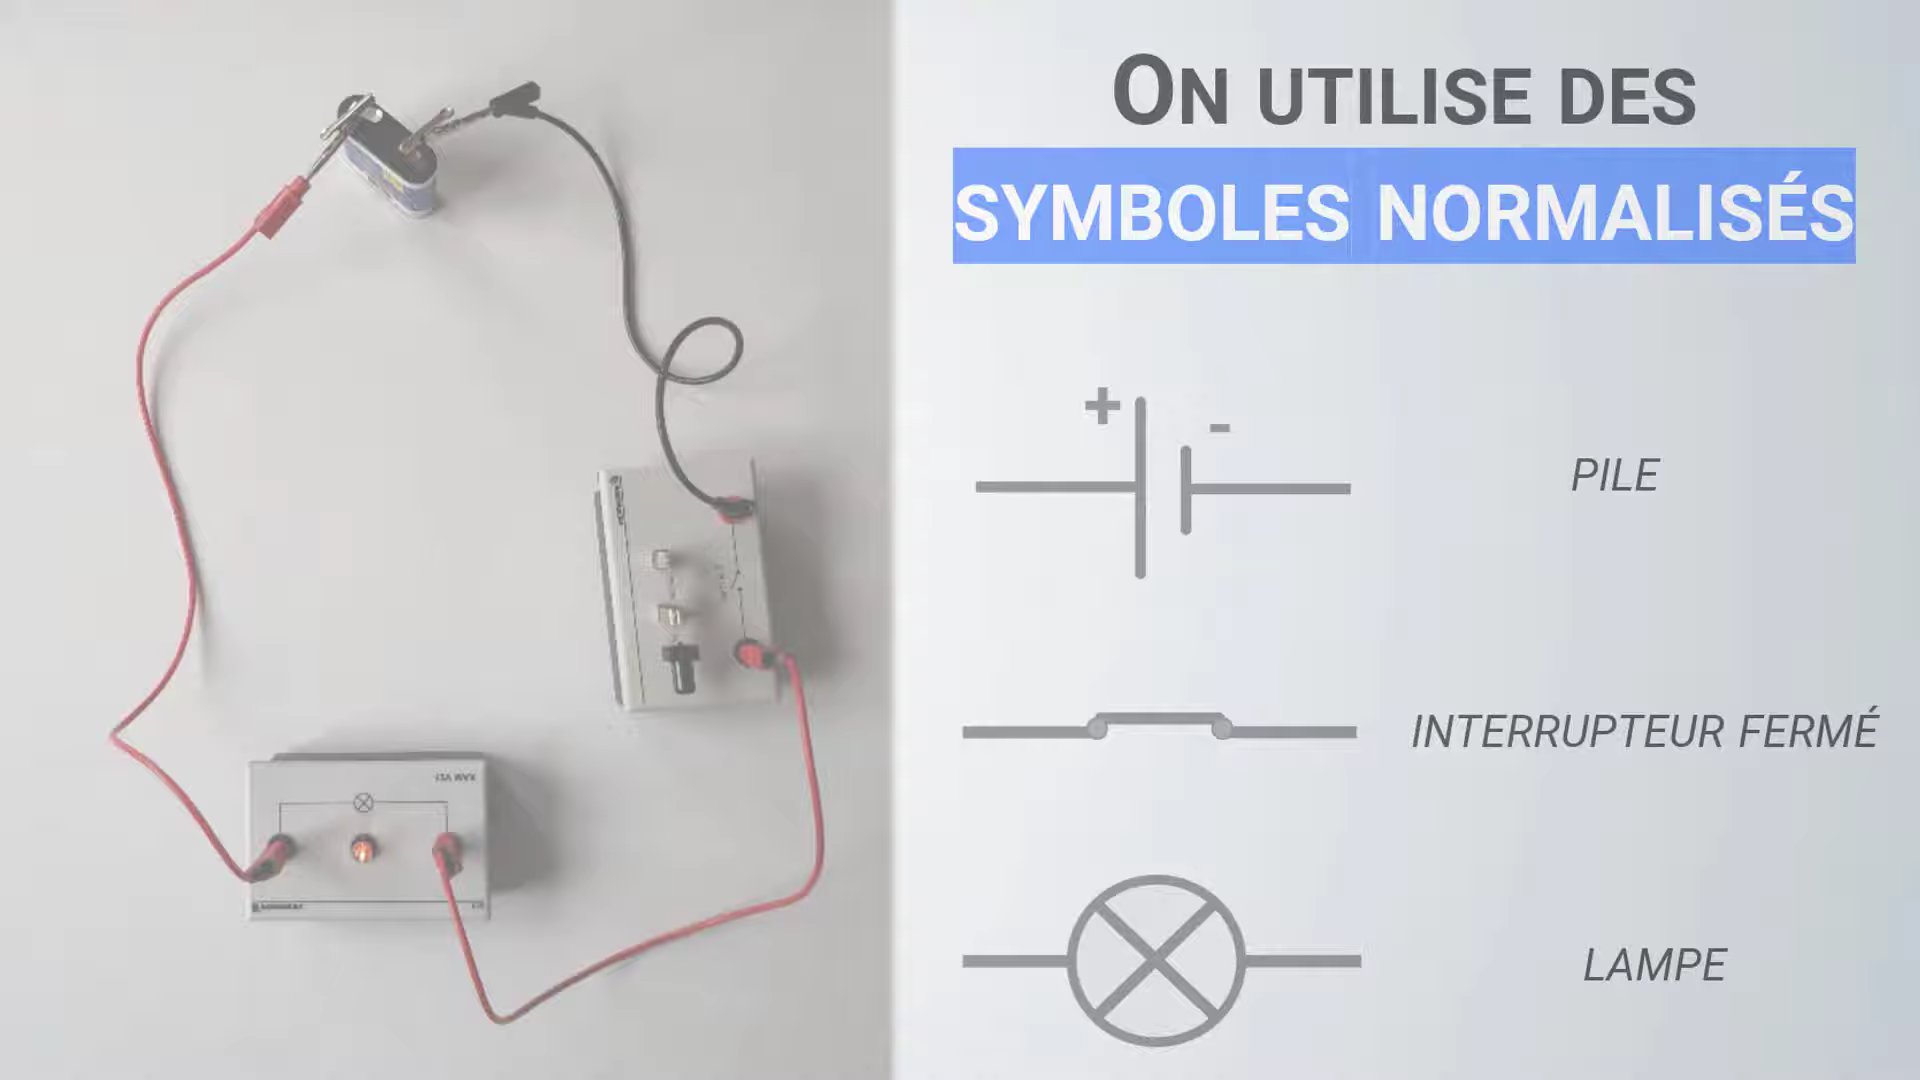 ON UTILISE DES
SYMBOLES NORMALISÉS
+ -
PILE
INTERRUPTEUR FERMÉ
LAMPE